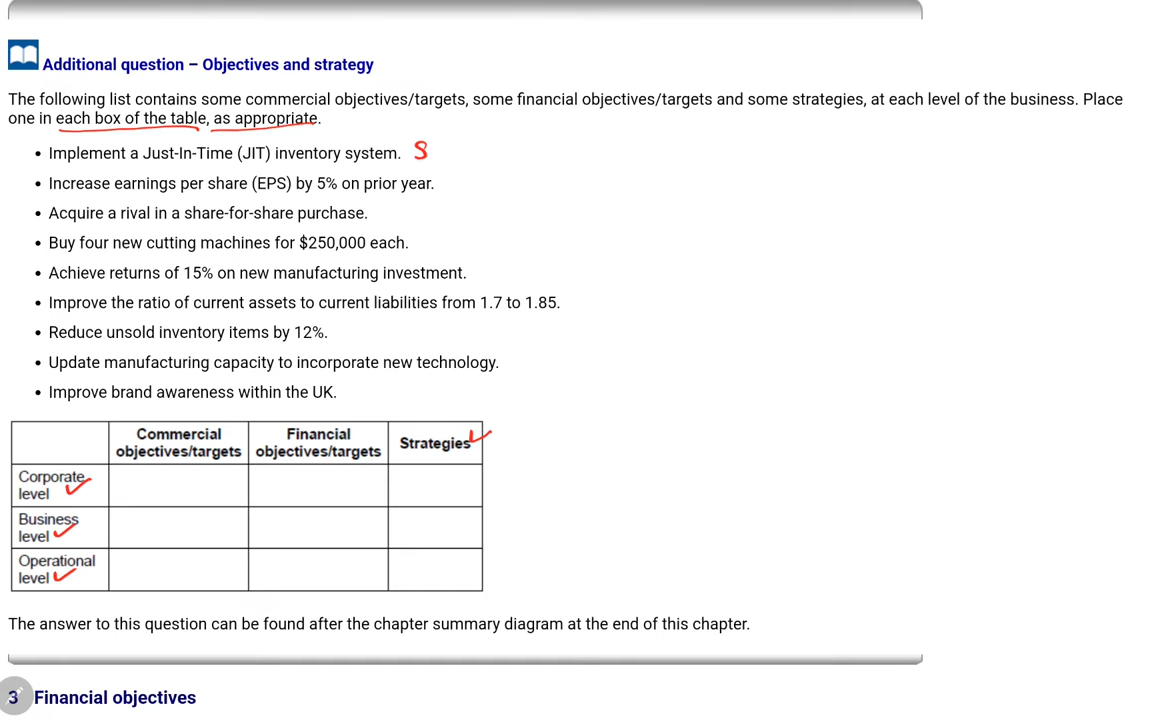 Additional question – Objectives and strategy
The following list contains some commercial objectives/targets, some financial objectives/targets and some strategies, at each level of the business. Place
one in each box of the table, as appropriate.
• Implement a Just-In-Time (JIT) inventory system. S
• Increase earnings per share (EPS) by 5% on prior year.
• Acquire a rival in a share-for-share purchase.
• Buy four new cutting machines for $250,000 each.
• Achieve returns of 15% on new manufacturing investment.
• Improve the ratio of current assets to current liabilities from 1.7 to 1.85.
• Reduce unsold inventory items by 12%.
• Update manufacturing capacity to incorporate new technology.
• Improve brand awareness within the UK.
Commercial Financial
objectives/targets objectives/targets Strategies
Corporate
level
Business
level
Operational
level
The answer to this question can be found after the chapter summary diagram at the end of this chapter.
3 Financial objectives